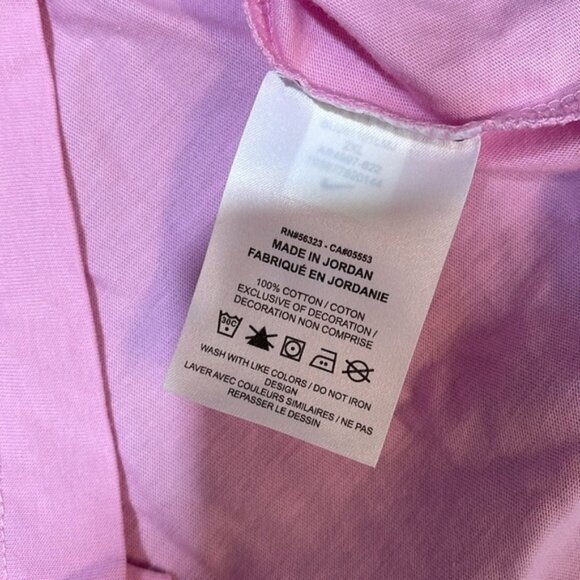 RN#56323 - CA#05553
MADE IN JORDAN
FABRIQUÉ EN JORDANIE
100% COTTON / COTON
EXCLUSIVE OF DECORATION /
DECORATION NON COMPRISE
30C
WASH WITH LIKE COLORS / DO NOT IRON
DESIGN
LAVER AVEC COULEURS SIMILAIRES / NE PAS
REPASSER LE DESSIN